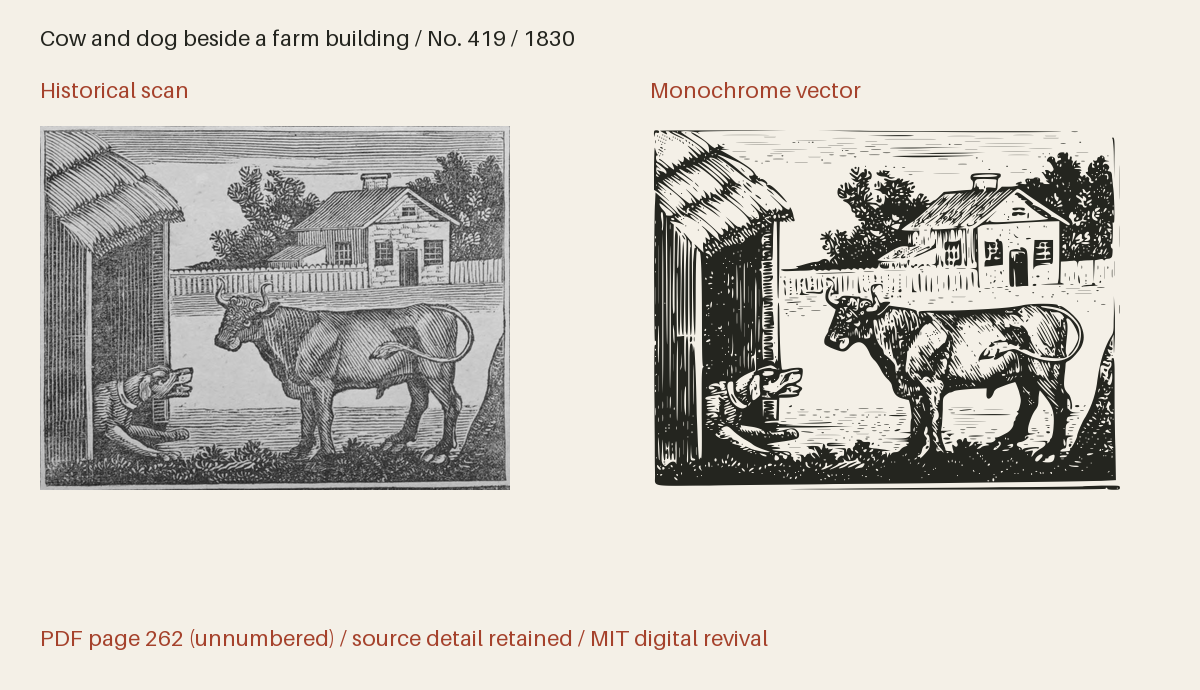 Cow and dog beside a farm building / No. 419 / 1830
Historical scan
Monochrome vector
PDF page 262 (unnumbered) / source detail retained / MIT digital revival